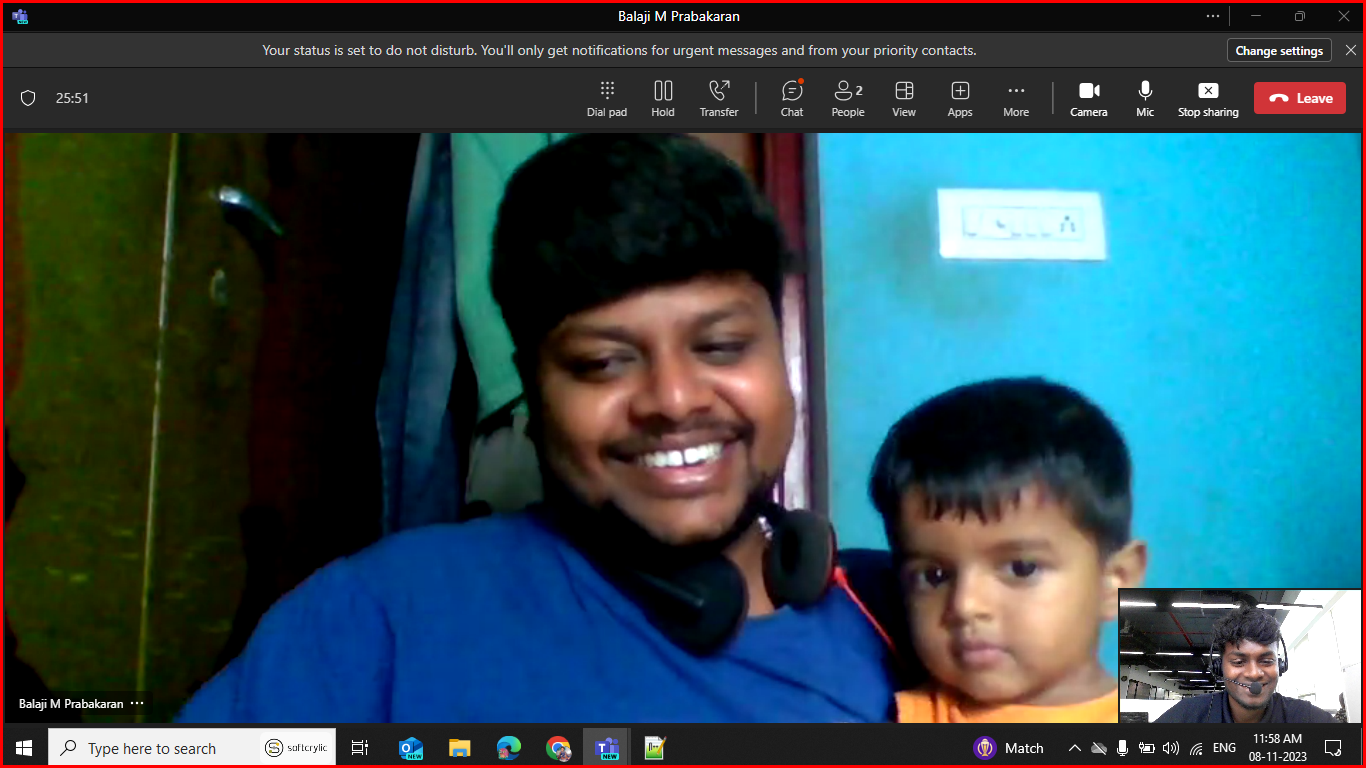 Balaji M Prabakaran
Your status is set to do not disturb. You'll only get notifications for urgent messages and from your priority contacts.
Change settings
25:51
Dial pad
Hold
Transfer
Chat
2
People
View
Apps
More
Camera
Mic
Stop sharing
Leave
Balaji M Prabakaran
Type here to search
softcrylic
NEW
NEW
Match
ENG
11:58 AM
08-11-2023